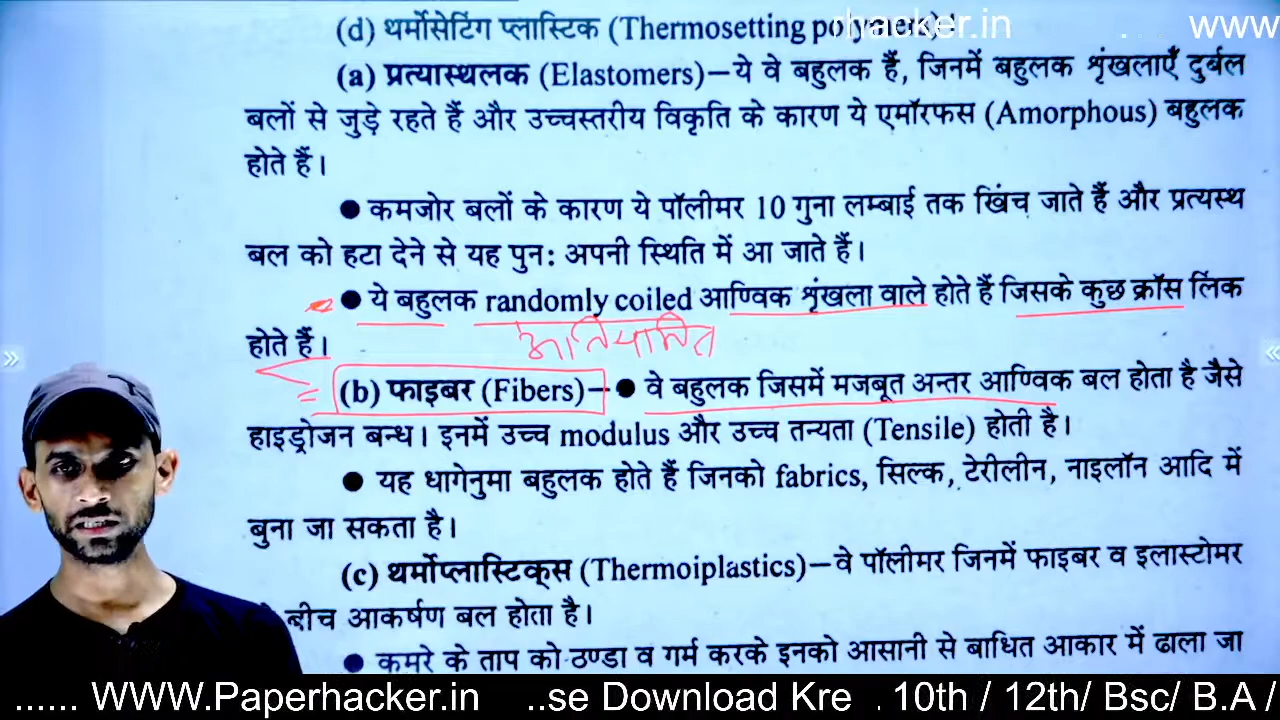 (d) थर्मोसेटिंग प्लास्टिक (Thermosetting polymers)
rhacker.in
www
(a) प्रत्यास्थलक (Elastomers)–ये वे बहुलक हैं, जिनमें बहुलक शृंखलाएँ दुर्बल
बलों से जुड़े रहते हैं और उच्चस्तरीय विकृति के कारण ये एमॉरफस (Amorphous) बहुलक
होते हैं।
● कमजोर बलों के कारण ये पॉलीमर 10 गुना लम्बाई तक खिंच जाते हैं और प्रत्यस्थ
बल को हटा देने से यह पुन: अपनी स्थिति में आ जाते हैं।
● ये बहुलक randomly coiled आण्विक शृंखला वाले होते हैं जिसके कुछ क्रॉस लिंक
होते हैं।
(b) फाइबर (Fibers)–● वे बहुलक जिसमें मजबूत अन्तर आण्विक बल होता है जैसे
हाइड्रोजन बन्ध। इनमें उच्च modulus और उच्च तन्यता (Tensile) होती है।
● यह धागेनुमा बहुलक होते हैं जिनको fabrics, सिल्क, टेरीलीन, नाइलॉन आदि में
बुना जा सकता है।
(c) थर्मोप्लास्टिक्स (Thermoiplastics)–वे पॉलीमर जिनमें फाइबर व इलास्टोमर
बीच आकर्षण बल होता है।
● कमरे के ताप को ठण्डा व गर्म करके इनको आसानी से बाधित आकार में ढाला जा
...... WWW.Paperhacker.in ..se Download Kre . 10th / 12th/ Bsc/ B.A /